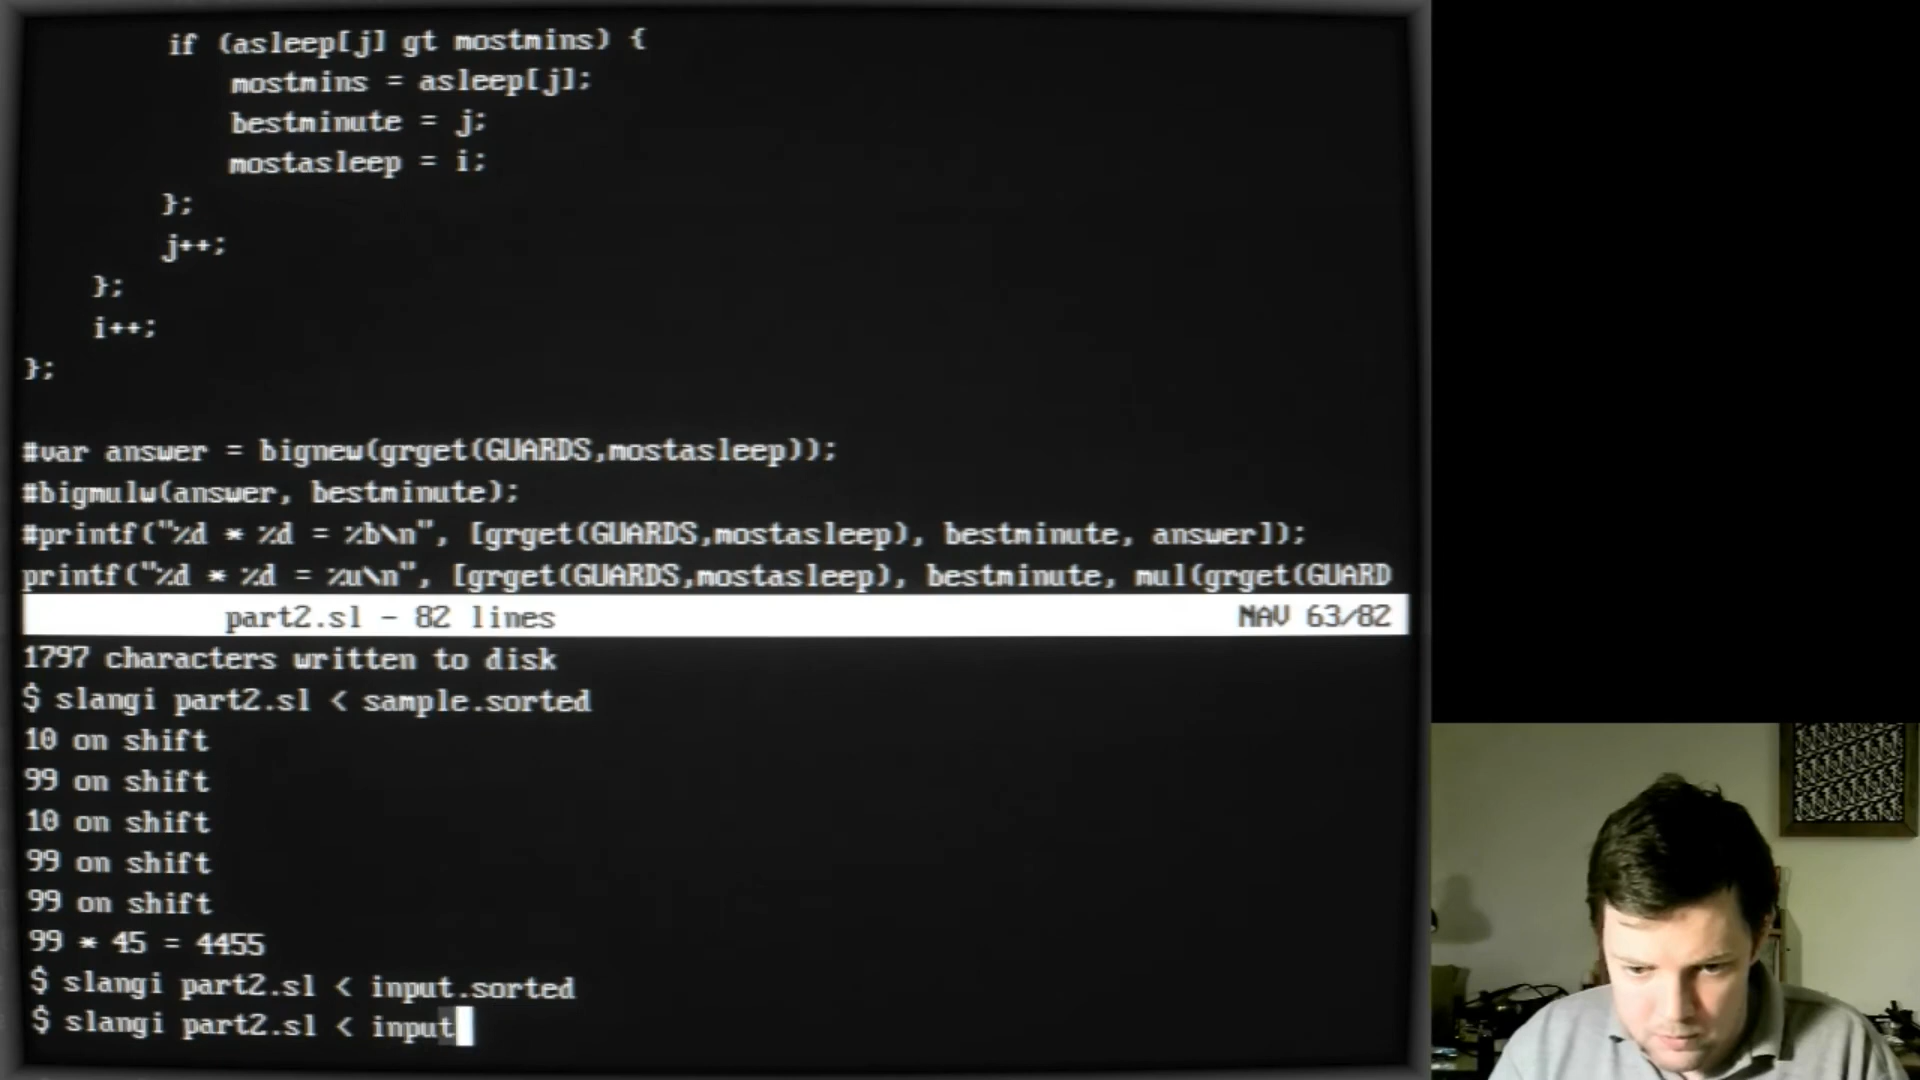 if (asleep[j] gt mostmins) {
mostmins = asleep[j];
bestminute = j;
mostasleep = i;
};
j++;
};
i++;
};
#var answer = bignew(grget(GUARDS,mostasleep));
#bigmulw(answer, bestminute);
#printf("%d * %d = %b\n", [grget(GUARDS,mostasleep), bestminute, answer]);
printf("%d * %d = %u\n", [grget(GUARDS,mostasleep), bestminute, mul(grget(GUARD
part2.sl - 82 lines NAV 63/82
1797 characters written to disk
$ slangi part2.sl < sample.sorted
10 on shift
99 on shift
10 on shift
99 on shift
99 on shift
99 * 45 = 4455
$ slangi part2.sl < input.sorted
$ slangi part2.sl < input